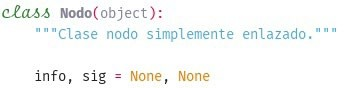 class Nodo(object):
"""Clase nodo simplemente enlazado."""
info, sig = None, None